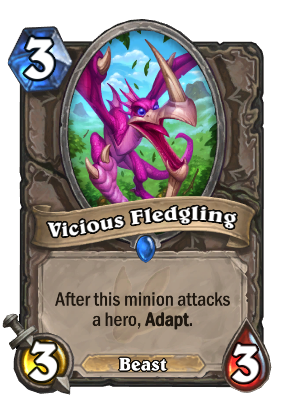 3
Vicious Fledgling
After this minion attacks
a hero, Adapt.
3
Beast
3